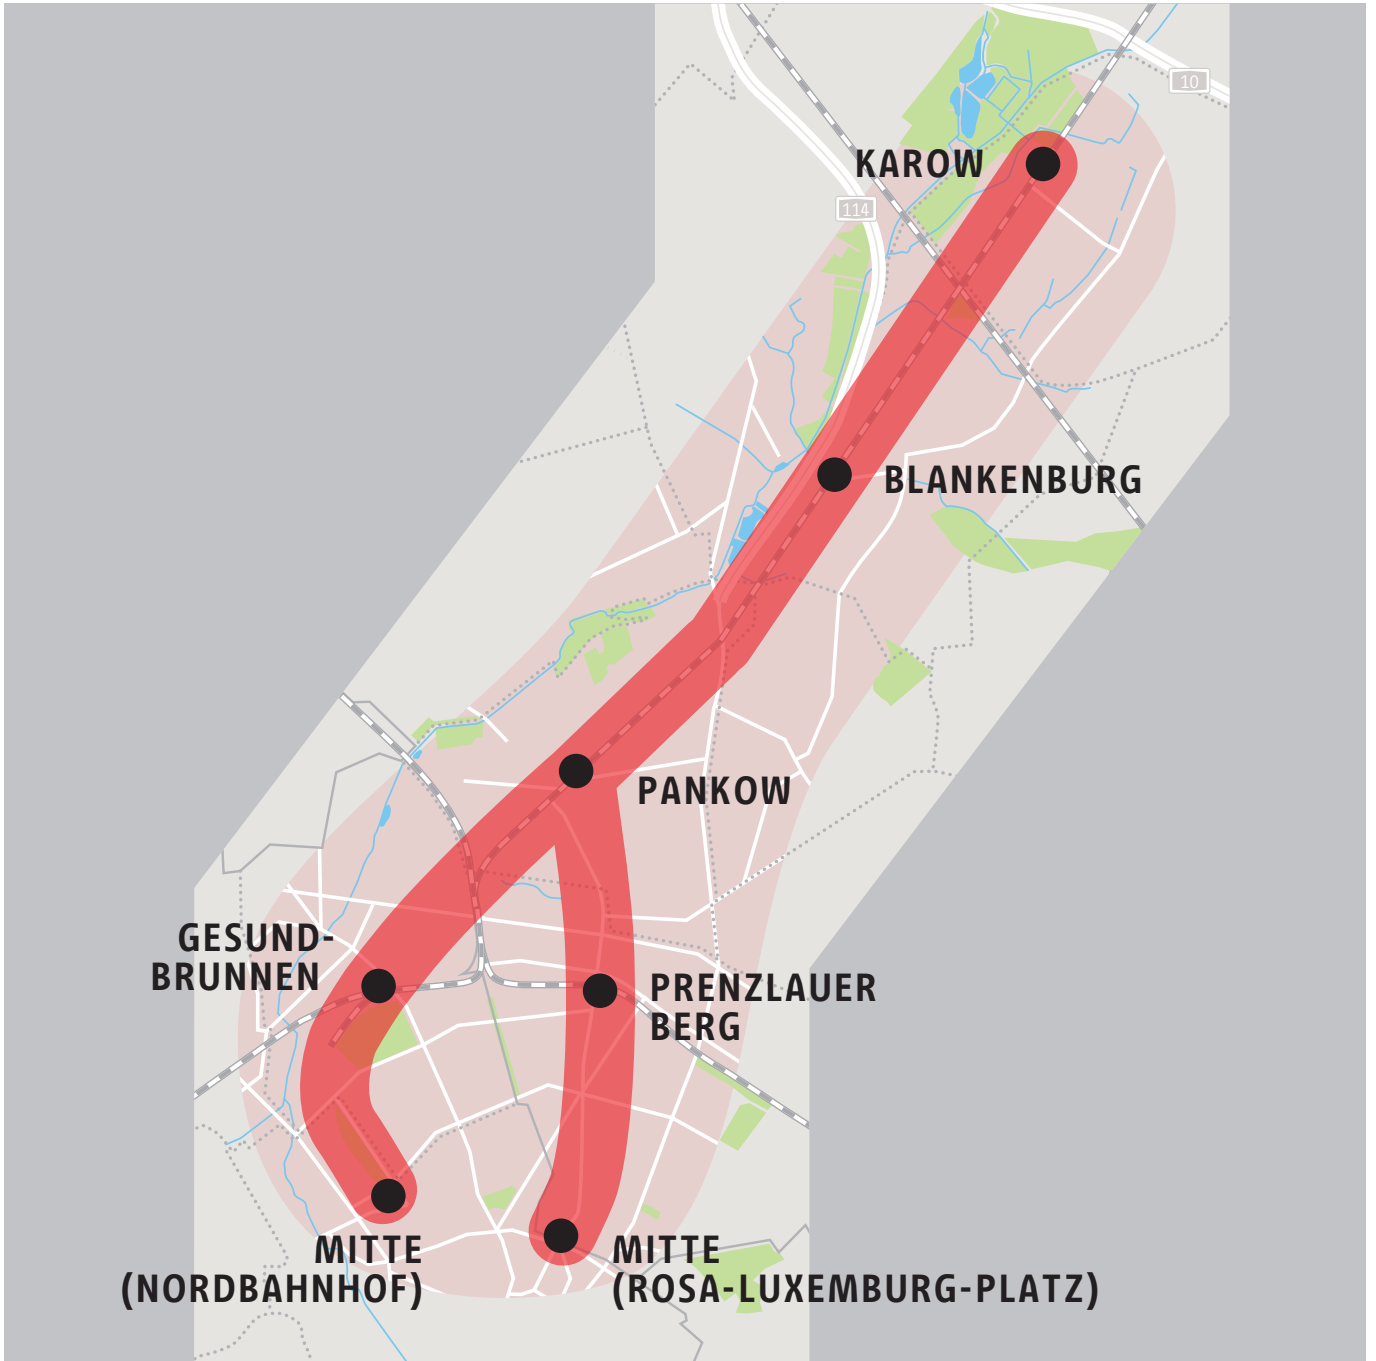 10
KAROW
114
BLANKENBURG
PANKOW
GESUND-
BRUNNEN
PRENZLAUER
BERG
MITTE
(NORDBAHNHOF)
MITTE
(ROSA-LUXEMBURG-PLATZ)